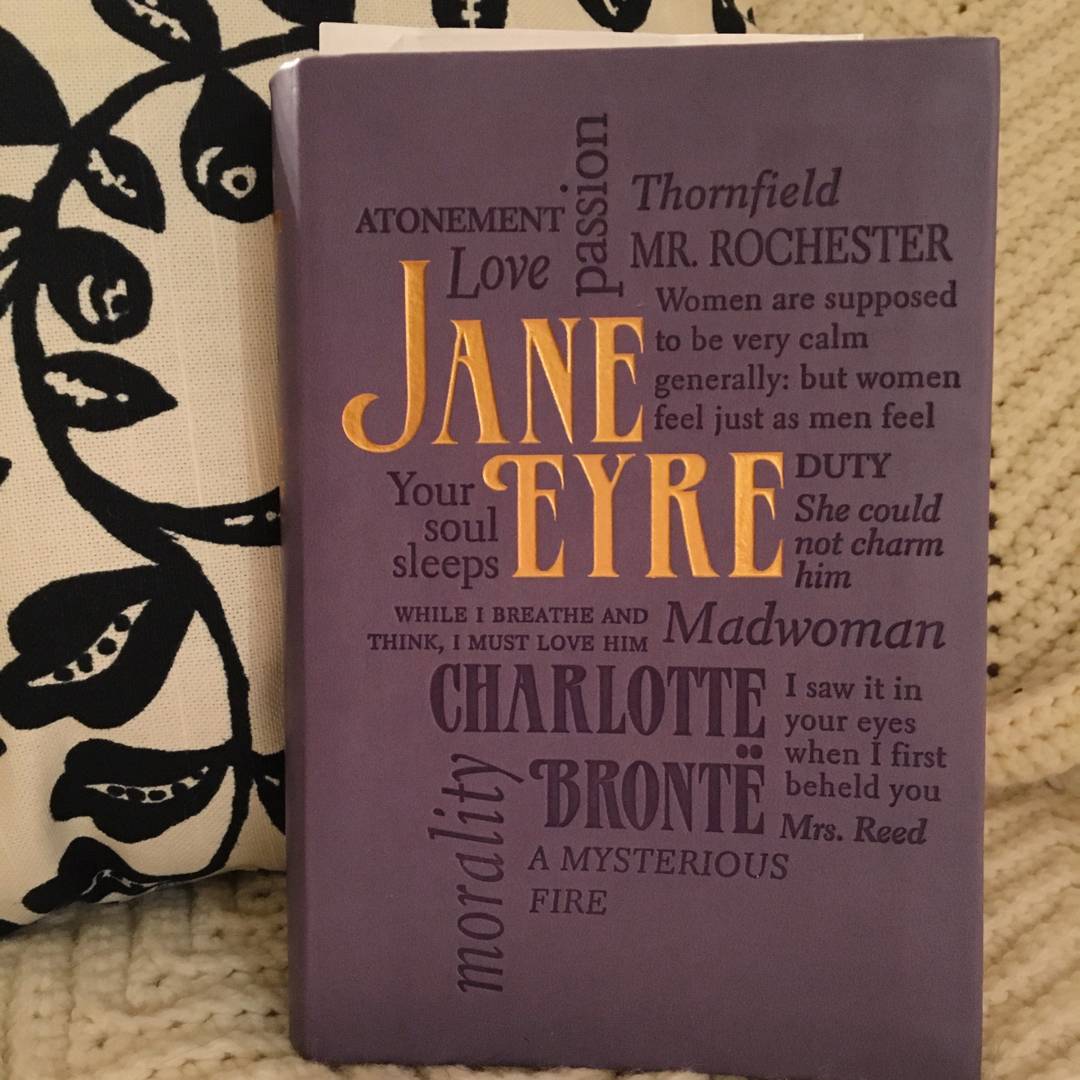 passion
Thornfield
ATONEMENT
MR. ROCHESTER
Love
Women are supposed
to be very calm
generally: but women
feel just as men feel
JANE
EYRE
DUTY
Your
soul
sleeps
She could
not charm
him
WHILE I BREATHE AND
THINK, I MUST LOVE HIM
Madwoman
CHARLOTTE
BRONTË
I saw it in
your eyes
when I first
beheld you
Mrs. Reed
morality
A MYSTERIOUS
FIRE